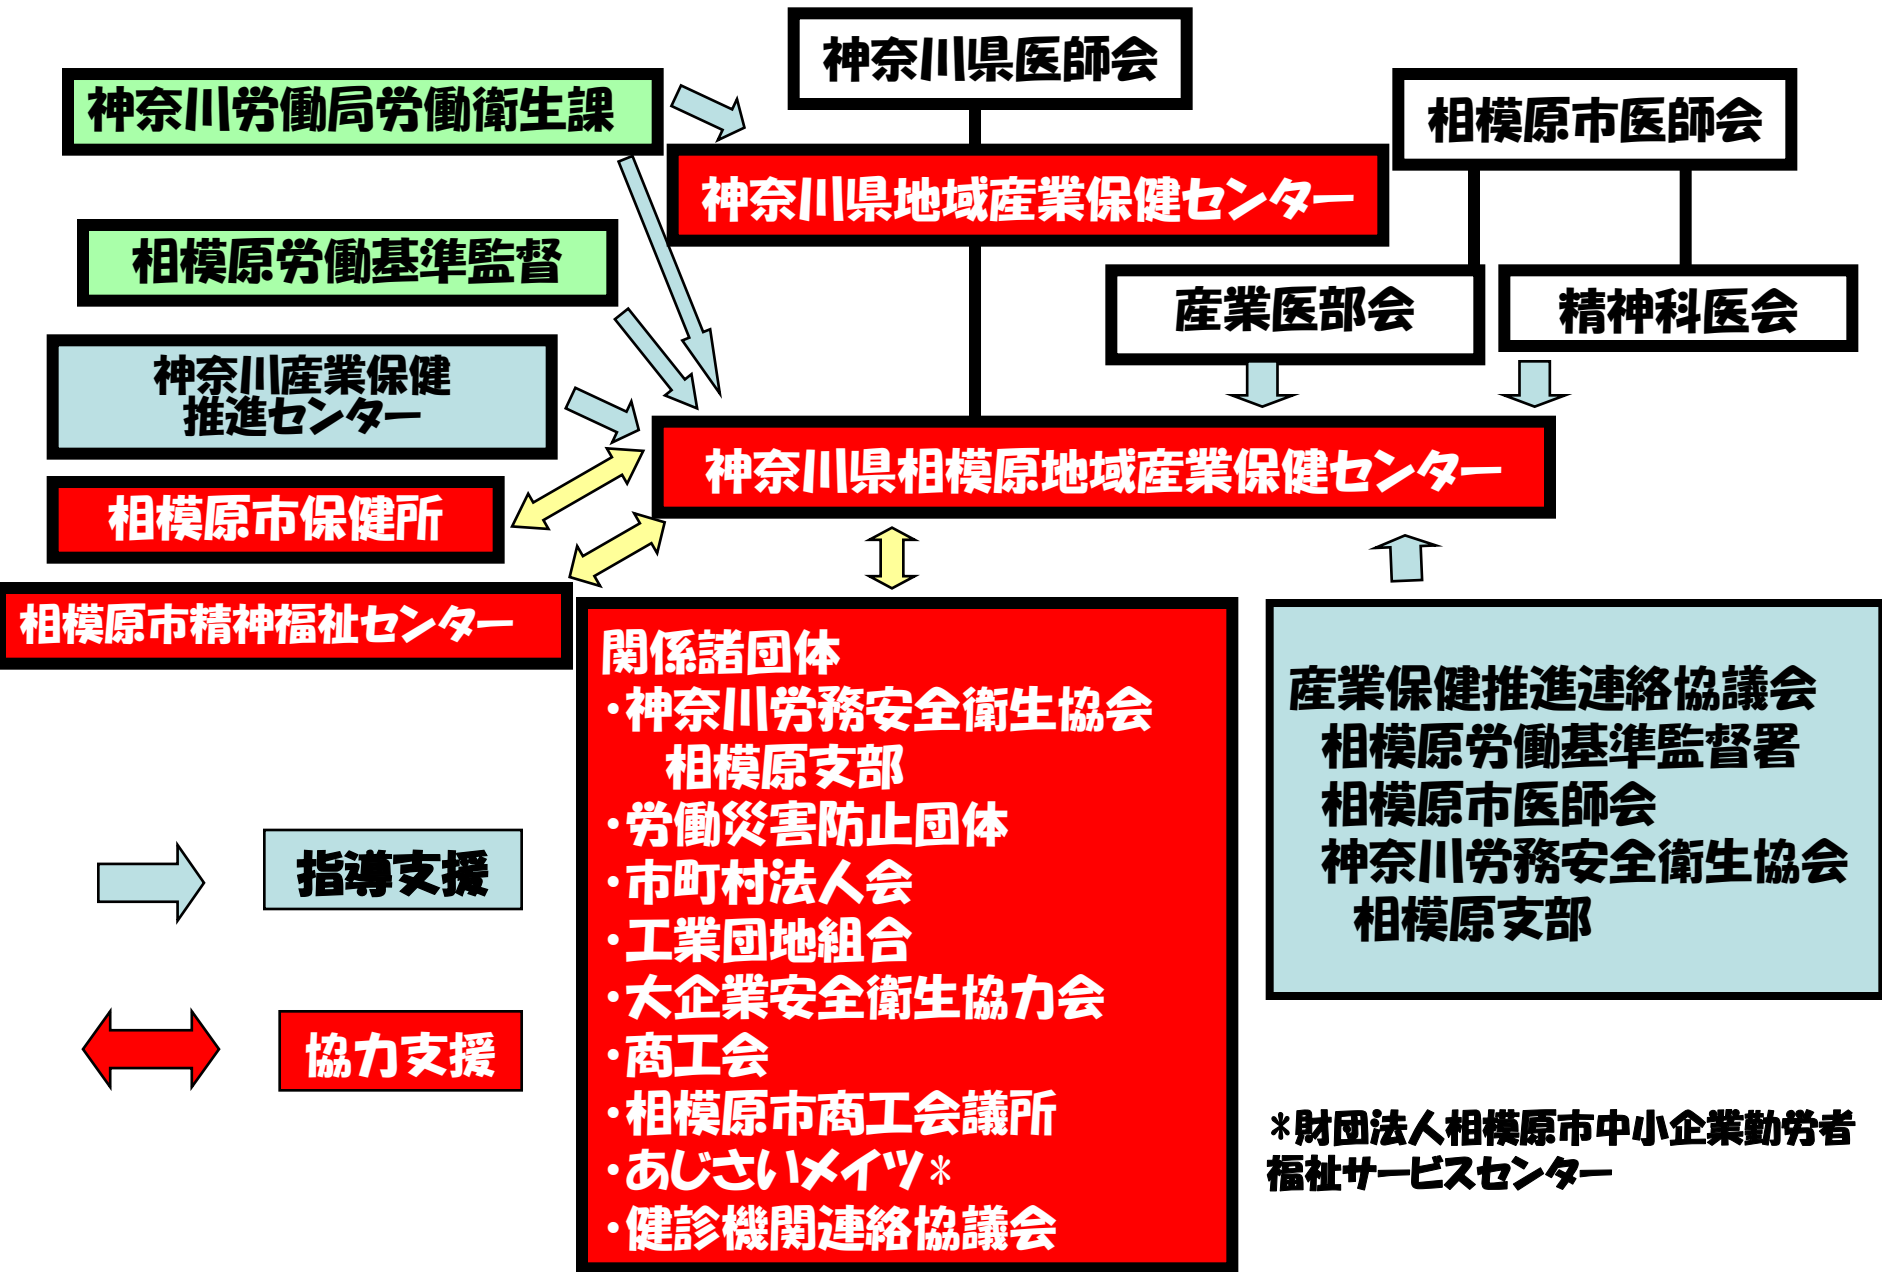 神奈川県医師会
神奈川労働局労働衛生課
相模原市医師会
神奈川県地域産業保健センター
相模原労働基準監督
産業医部会
精神科医会
神奈川産業保健
推進センター
神奈川県相模原地域産業保健センター
相模原市保健所
相模原市精神福祉センター
関係諸団体
・神奈川労務安全衛生協会
相模原支部
・労働災害防止団体
・市町村法人会
・工業団地組合
・大企業安全衛生協力会
・商工会
・相模原市商工会議所
・あじさいメイツ*
・健診機関連絡協議会
産業保健推進連絡協議会
相模原労働基準監督署
相模原市医師会
神奈川労務安全衛生協会
相模原支部
指導支援
協力支援
*財団法人相模原市中小企業勤労者
福祉サービスセンター